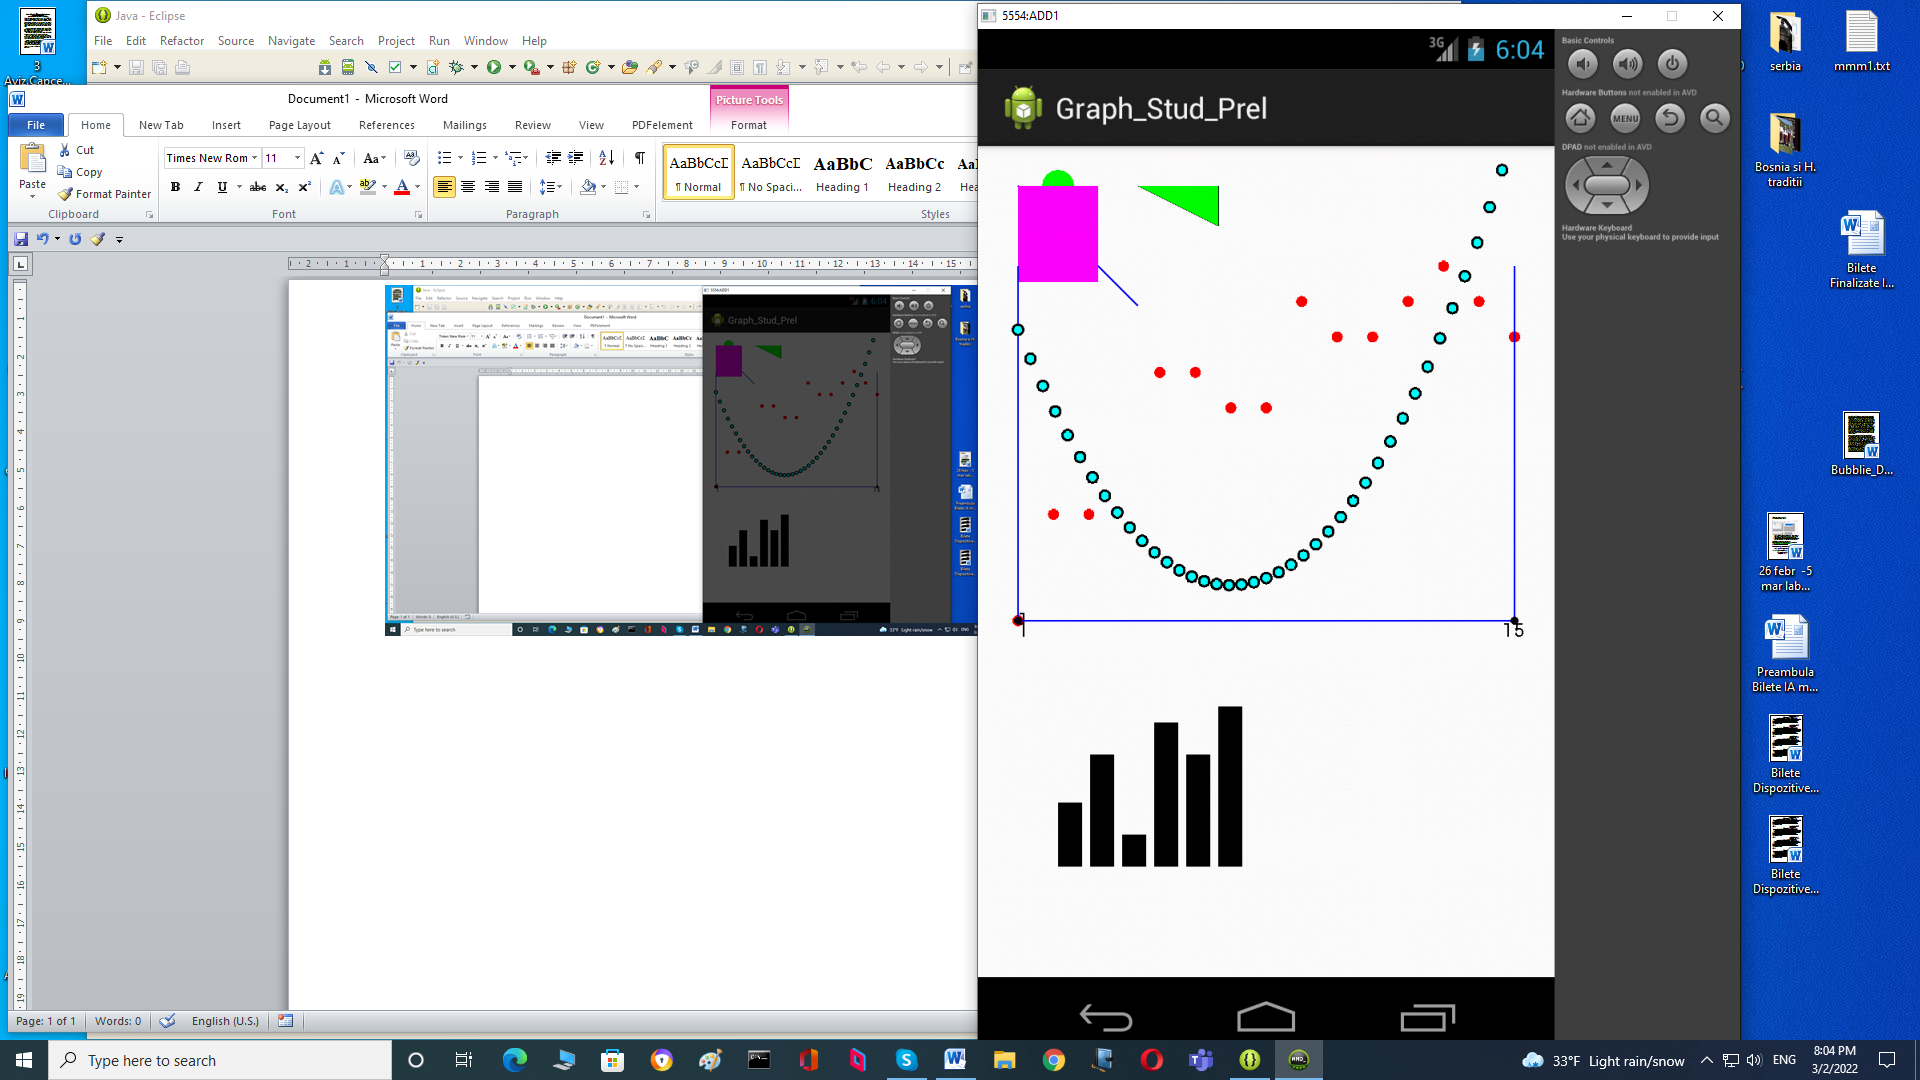 3
Aviz Capce...
Java - Eclipse
File Edit Refactor Source Navigate Search Project Run Window Help
Document1 - Microsoft Word
Picture Tools
File Home New Tab Insert Page Layout References Mailings Review View PDFelement Format
Paste
Cut
Copy
Format Painter
Clipboard
Times New Rom 11
Font
Paragraph
AaBbCcD ¶ Normal
AaBbCcD ¶ No Spaci...
AaBbC Heading 1
AaBbCc Heading 2
Styles
5554:ADD1
3G 6:04
Graph_Stud_Prel
1
15
Basic Controls
Hardware Buttons not enabled in AVD
MENU
DPAD not enabled in AVD
Hardware Keyboard
Use your physical keyboard to provide input
serbia
mmm1.txt
Bosnia si H.
traditii
Bilete
Finalizate I...
Bubblie_D...
26 febr -5
mar lab...
Preambula
Bilete IA m...
Bilete
Dispozitive...
Bilete
Dispozitive...
Page: 1 of 1 Words: 0 English (U.S.)
Type here to search
33°F Light rain/snow
ENG
8:04 PM
3/2/2022